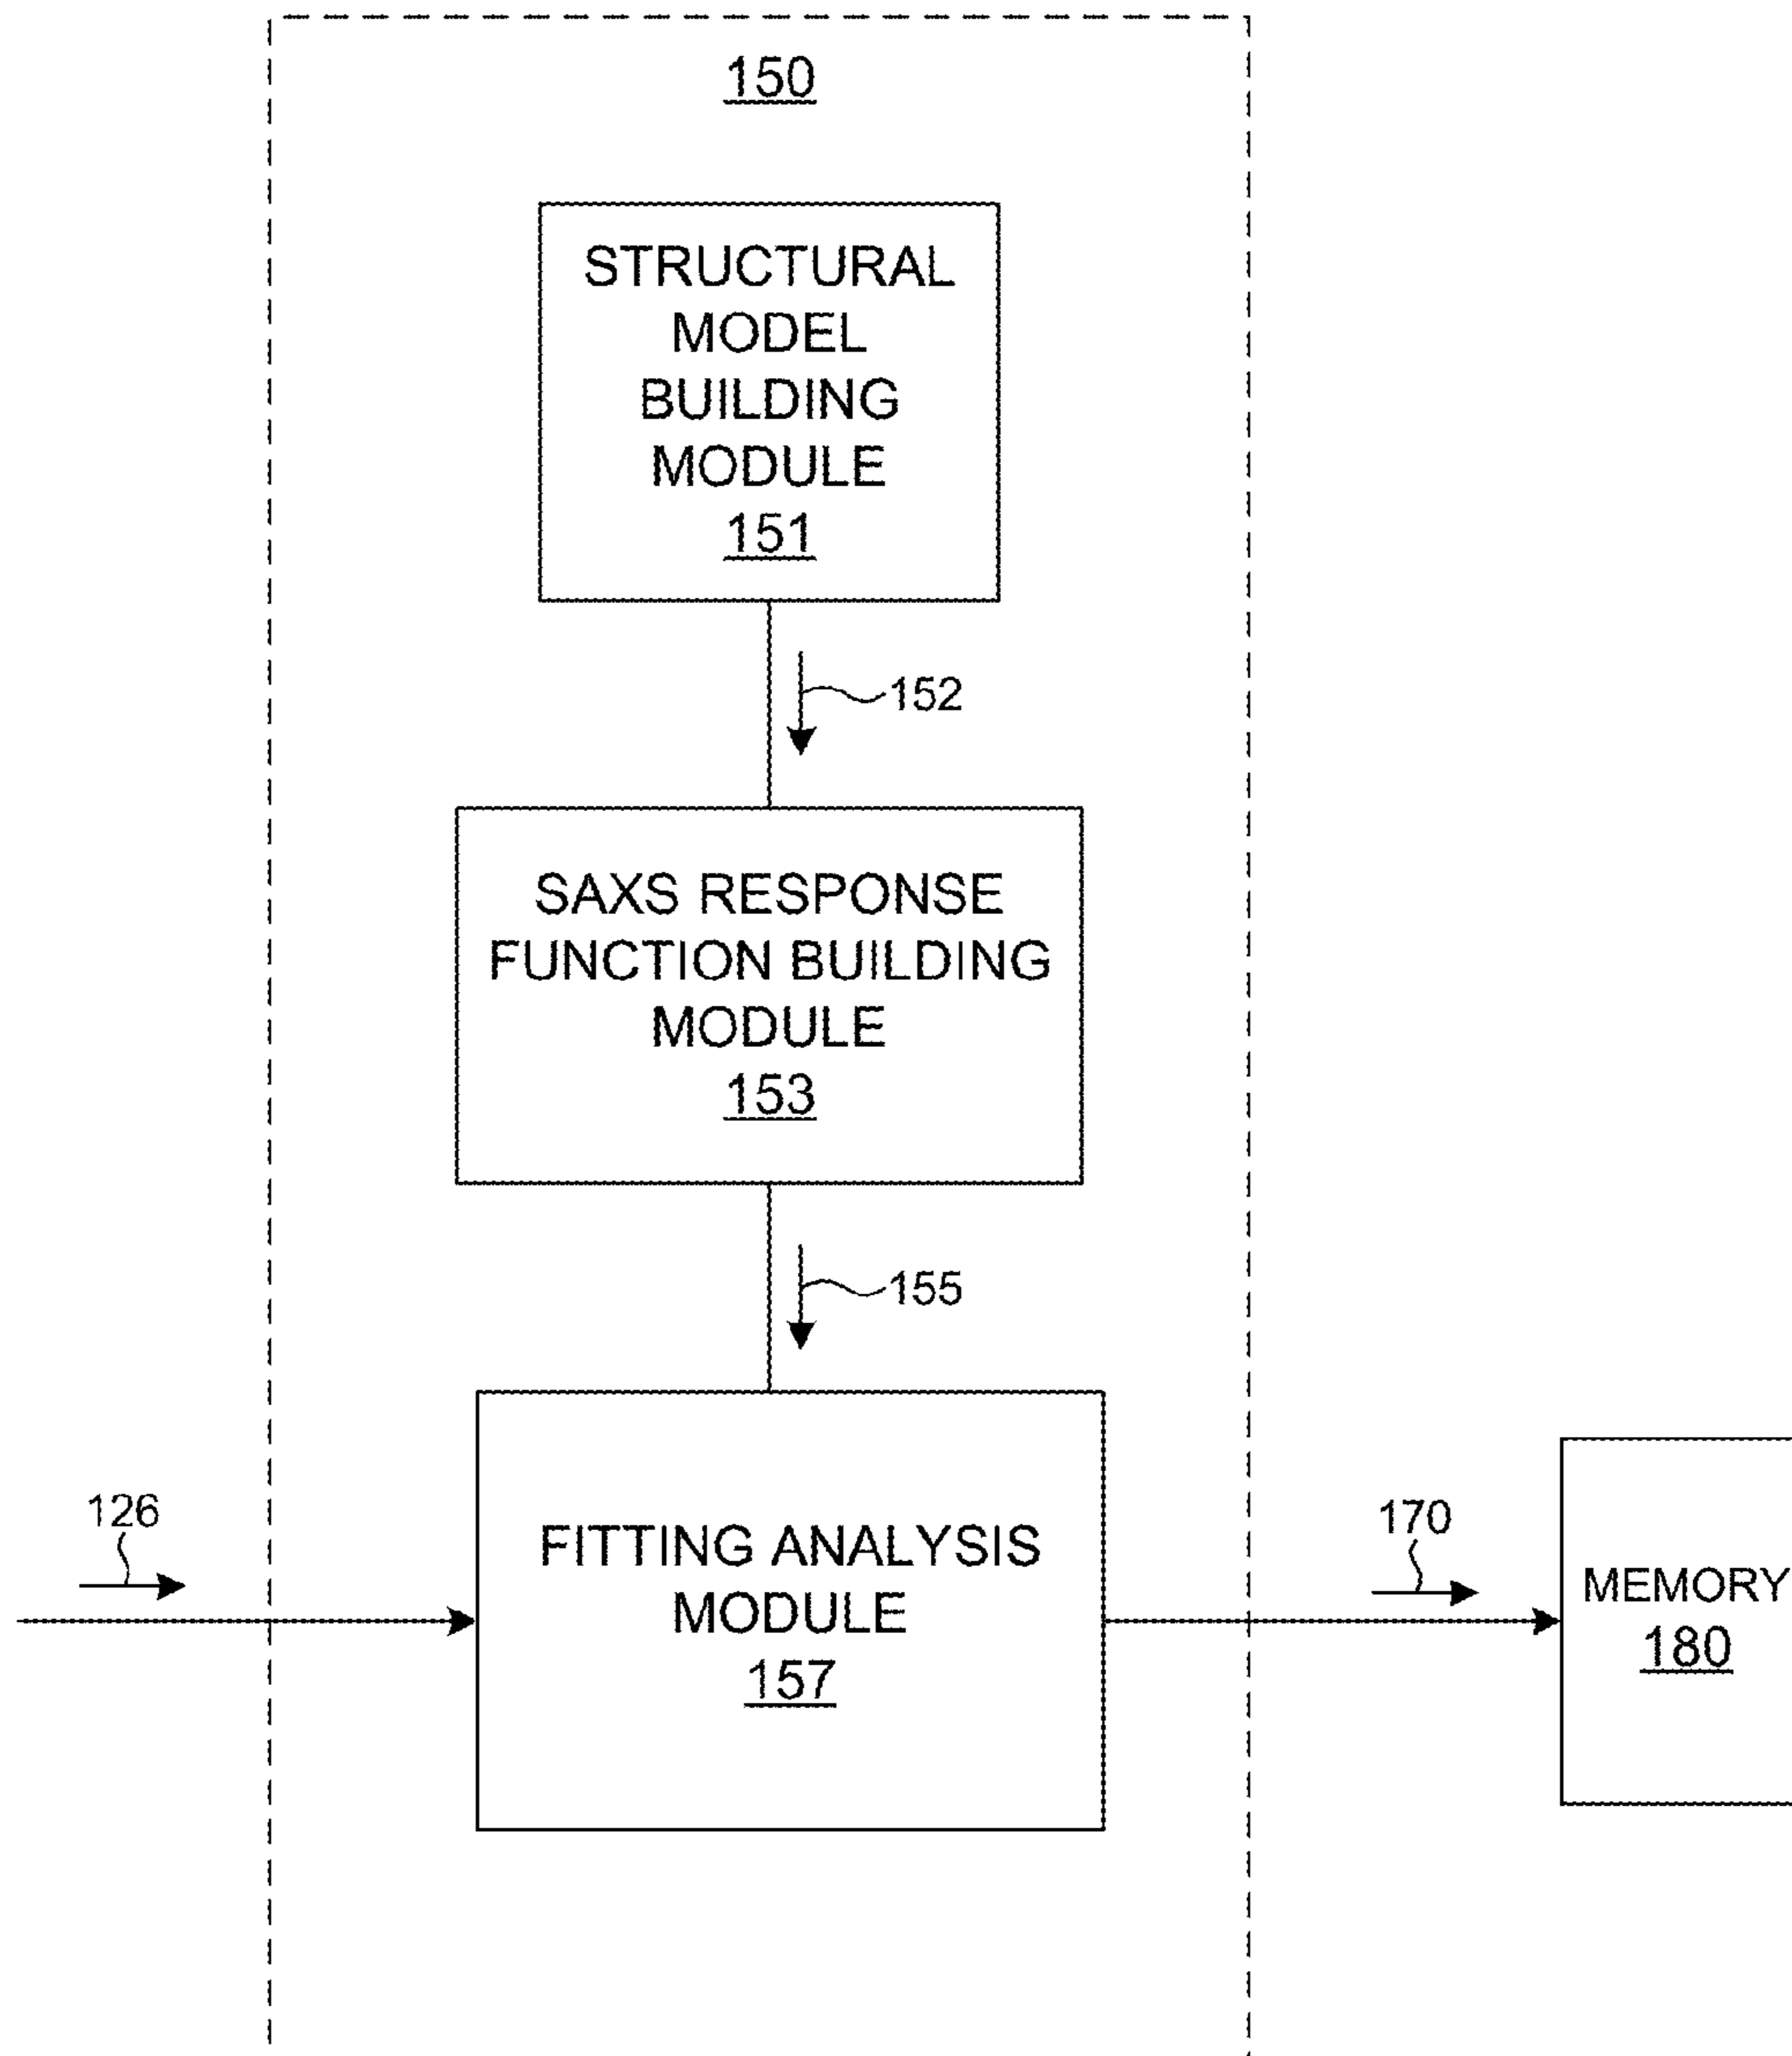 150
STRUCTURAL
MODEL
BUILDING
MODULE
151
152
SAXS RESPONSE
FUNCTION BUILDING
MODULE
153
155
126
FITTING ANALYSIS
MODULE
157
170
MEMORY
180